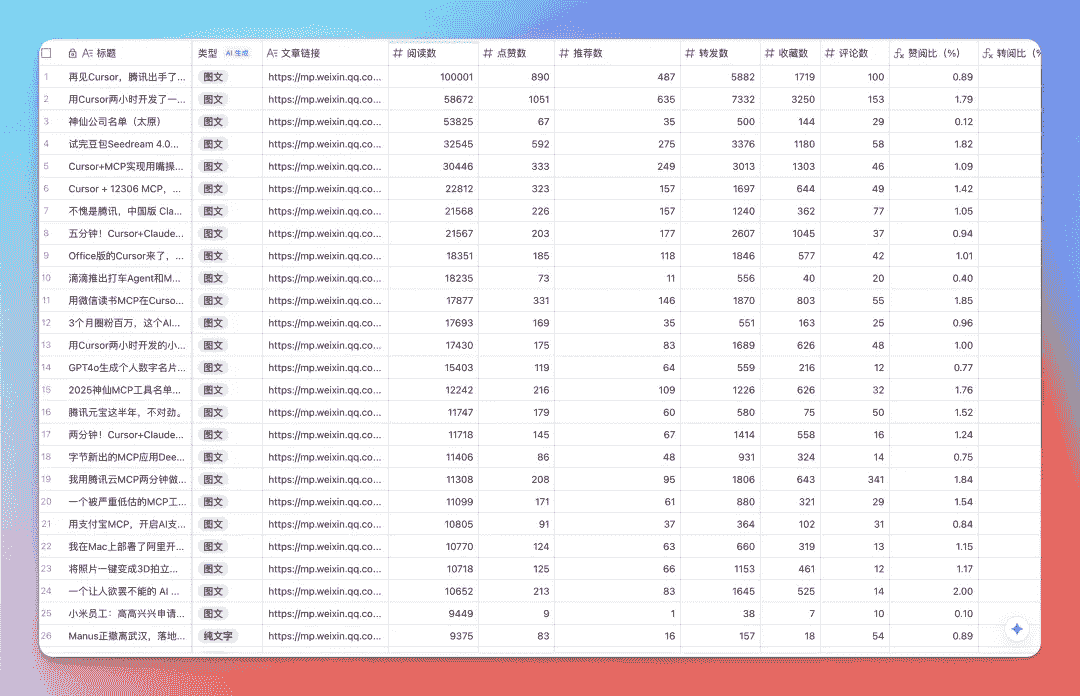 标题 类型 AI 生成 文章链接 阅读数 点赞数 推荐数 转发数 收藏数 评论数 赞阅比（%） 转阅比（%
1 再见Cursor，腾讯出手了... 图文 https://mp.weixin.qq.co... 100001 890 487 5882 1719 100 0.89
2 用Cursor两小时开发了一... 图文 https://mp.weixin.qq.co... 58672 1051 635 7332 3250 153 1.79
3 神仙公司名单（太原） 图文 https://mp.weixin.qq.co... 53825 67 35 500 144 29 0.12
4 试完豆包Seedream 4.0... 图文 https://mp.weixin.qq.co... 32545 592 275 3376 1180 58 1.82
5 Cursor+MCP实现用嘴操... 图文 https://mp.weixin.qq.co... 30446 333 249 3013 1303 46 1.09
6 Cursor + 12306 MCP，... 图文 https://mp.weixin.qq.co... 22812 323 157 1697 644 49 1.42
7 不愧是腾讯，中国版 Cla... 图文 https://mp.weixin.qq.co... 21568 226 157 1240 362 77 1.05
8 五分钟！Cursor+Claude... 图文 https://mp.weixin.qq.co... 21567 203 177 2607 1045 37 0.94
9 Office版的Cursor来了，... 图文 https://mp.weixin.qq.co... 18351 185 118 1846 577 42 1.01
10 滴滴推出打车Agent和M... 图文 https://mp.weixin.qq.co... 18235 73 11 556 40 20 0.40
11 用微信读书MCP在Curso... 图文 https://mp.weixin.qq.co... 17877 331 146 1870 803 55 1.85
12 3个月圈粉百万，这个AI... 图文 https://mp.weixin.qq.co... 17693 169 35 551 163 25 0.96
13 用Cursor两小时开发的小... 图文 https://mp.weixin.qq.co... 17430 175 83 1689 626 48 1.00
14 GPT4o生成个人数字名片... 图文 https://mp.weixin.qq.co... 15403 119 64 559 216 12 0.77
15 2025神仙MCP工具名单... 图文 https://mp.weixin.qq.co... 12242 216 109 1226 626 32 1.76
16 腾讯元宝这半年，不对劲。 图文 https://mp.weixin.qq.co... 11747 179 60 580 75 50 1.52
17 两分钟！Cursor+Claude... 图文 https://mp.weixin.qq.co... 11718 145 67 1414 558 16 1.24
18 字节新出的MCP应用Dee... 图文 https://mp.weixin.qq.co... 11406 86 48 931 324 14 0.75
19 我用腾讯云MCP两分钟做... 图文 https://mp.weixin.qq.co... 11308 208 95 1806 643 341 1.84
20 一个被严重低估的MCP工... 图文 https://mp.weixin.qq.co... 11099 171 61 880 321 29 1.54
21 用支付宝MCP，开启AI支... 图文 https://mp.weixin.qq.co... 10805 91 37 364 102 31 0.84
22 我在Mac上部署了阿里开... 图文 https://mp.weixin.qq.co... 10770 124 63 660 319 13 1.15
23 将照片一键变成3D拍立... 图文 https://mp.weixin.qq.co... 10718 125 66 1153 461 12 1.17
24 一个让人欲罢不能的 AI ... 图文 https://mp.weixin.qq.co... 10652 213 83 1645 525 14 2.00
25 小米员工：高高兴兴申请... 图文 https://mp.weixin.qq.co... 9449 9 1 38 7 10 0.10
26 Manus正撤离武汉，落地... 纯文字 https://mp.weixin.qq.co... 9375 83 16 157 18 54 0.89